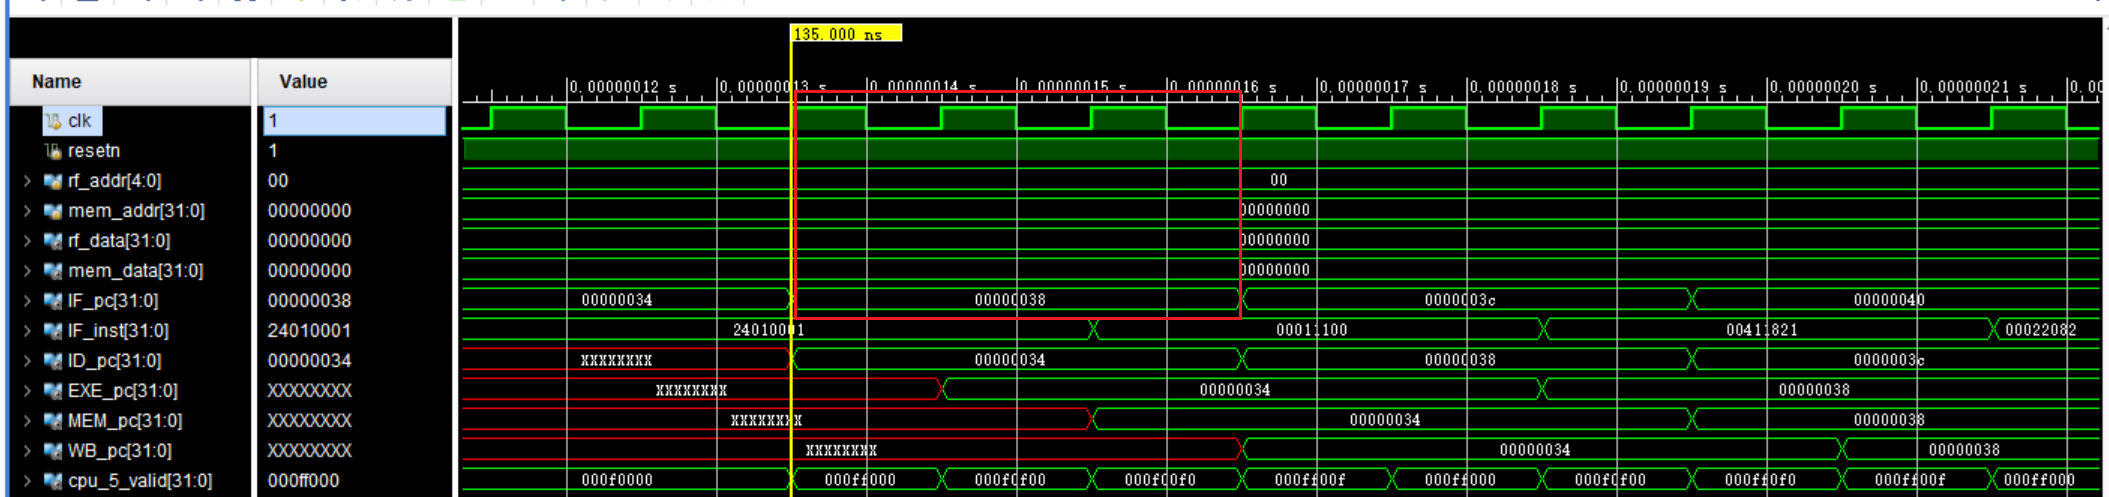 135.000 ns
Name Value
0.00000012 s 0.00000013 s 0.00000014 s 0.00000015 s 0.00000016 s 0.00000017 s 0.00000018 s 0.00000019 s 0.00000020 s 0.00000021 s 0.00
clk 1
resetn 1
rf_addr[4:0] 00 00
mem_addr[31:0] 00000000 00000000
rf_data[31:0] 00000000 00000000
mem_data[31:0] 00000000 00000000
IF_pc[31:0] 00000038 00000034 00000038 0000003c 00000040
IF_inst[31:0] 24010001 24010001 00011100 00411821 00022082
ID_pc[31:0] 00000034 XXXXXXXX 00000034 00000038 0000003c
EXE_pc[31:0] XXXXXXXX XXXXXXXX 00000034 00000038
MEM_pc[31:0] XXXXXXXX XXXXXXXX 00000034 00000038
WB_pc[31:0] XXXXXXXX XXXXXXXX 00000034 00000038
cpu_5_valid[31:0] 000ff000 000f0000 000ff000 000f0f00 000f00f0 000ff00f 000ff000 000f0f00 000ff0f0 000ff00f 000ff000